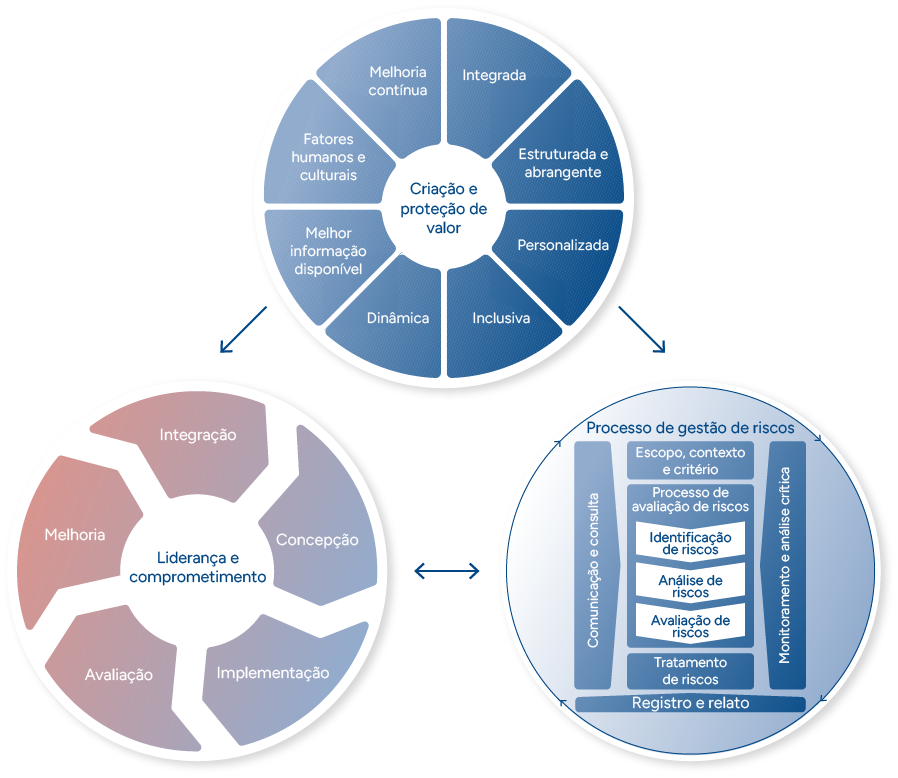 Melhoria
contínua
Integrada
Fatores
humanos e
culturais
Estruturada e
abrangente
Criação e
proteção de
valor
Melhor
informação
disponível
Personalizada
Dinâmica
Inclusiva
Integração
Melhoria
Concepção
Liderança e
comprometimento
Avaliação
Implementação
Processo de gestão de riscos
Escopo, contexto
e critério
Comunicação e consulta
Processo de
avaliação de riscos
Identificação
de riscos
Análise de
riscos
Avaliação de
riscos
Monitoramento e análise crítica
Tratamento
de riscos
Registro e relato